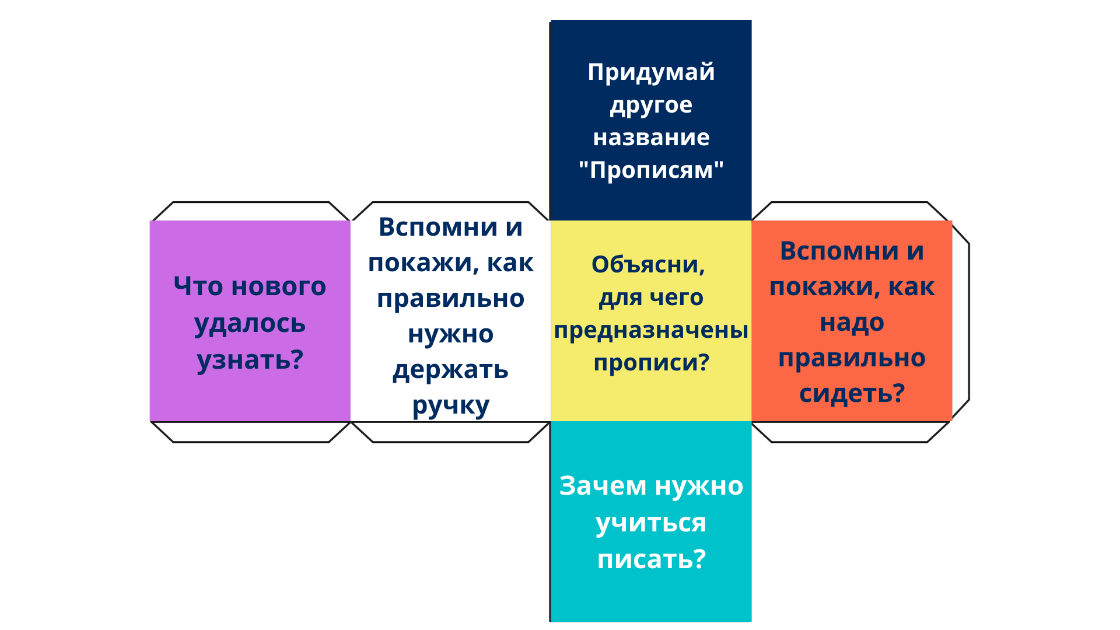 Придумай
другое
название
"Прописям"
Что нового
удалось
узнать?
Вспомни и
покажи, как
правильно
нужно
держать
ручку
Объясни,
для чего
предназначены
прописи?
Вспомни и
покажи, как
надо
правильно
сидеть?
Зачем нужно
учиться
писать?